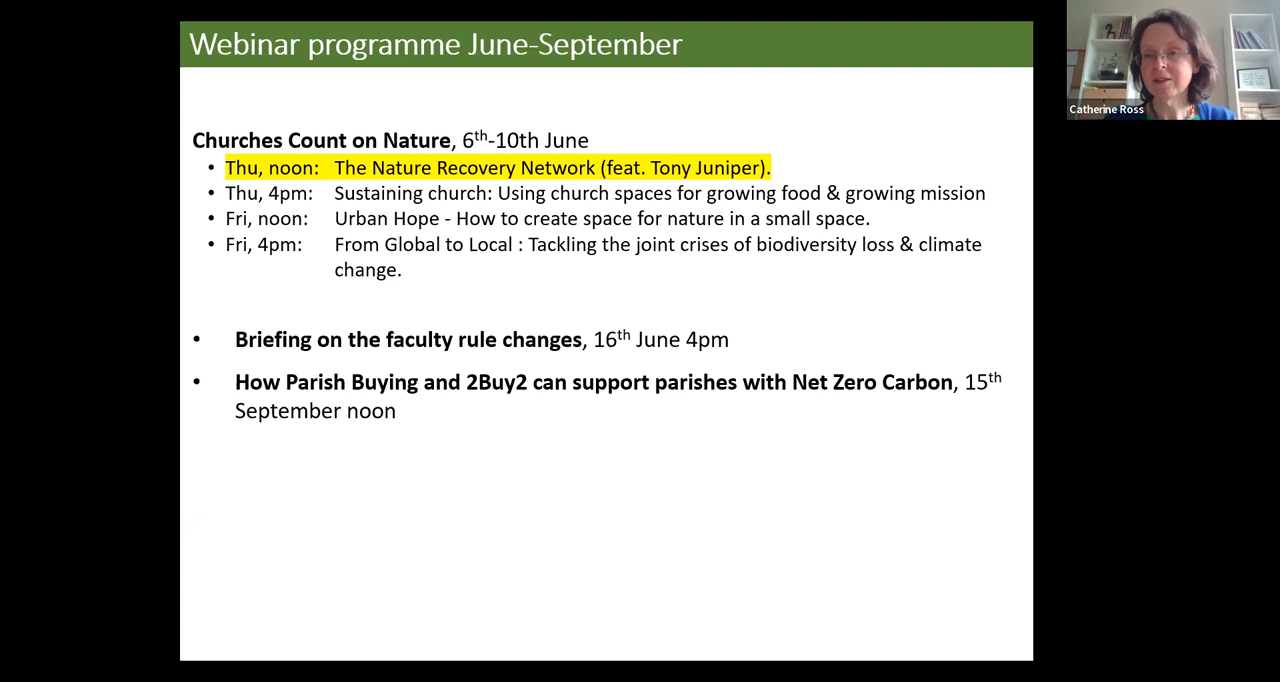 Webinar programme June-September
Catherine Ross
Churches Count on Nature, 6th-10th June
• Thu, noon: The Nature Recovery Network (feat. Tony Juniper).
• Thu, 4pm: Sustaining church: Using church spaces for growing food & growing mission
• Fri, noon: Urban Hope - How to create space for nature in a small space.
• Fri, 4pm: From Global to Local : Tackling the joint crises of biodiversity loss & climate
change.
• Briefing on the faculty rule changes, 16th June 4pm
• How Parish Buying and 2Buy2 can support parishes with Net Zero Carbon, 15th
September noon